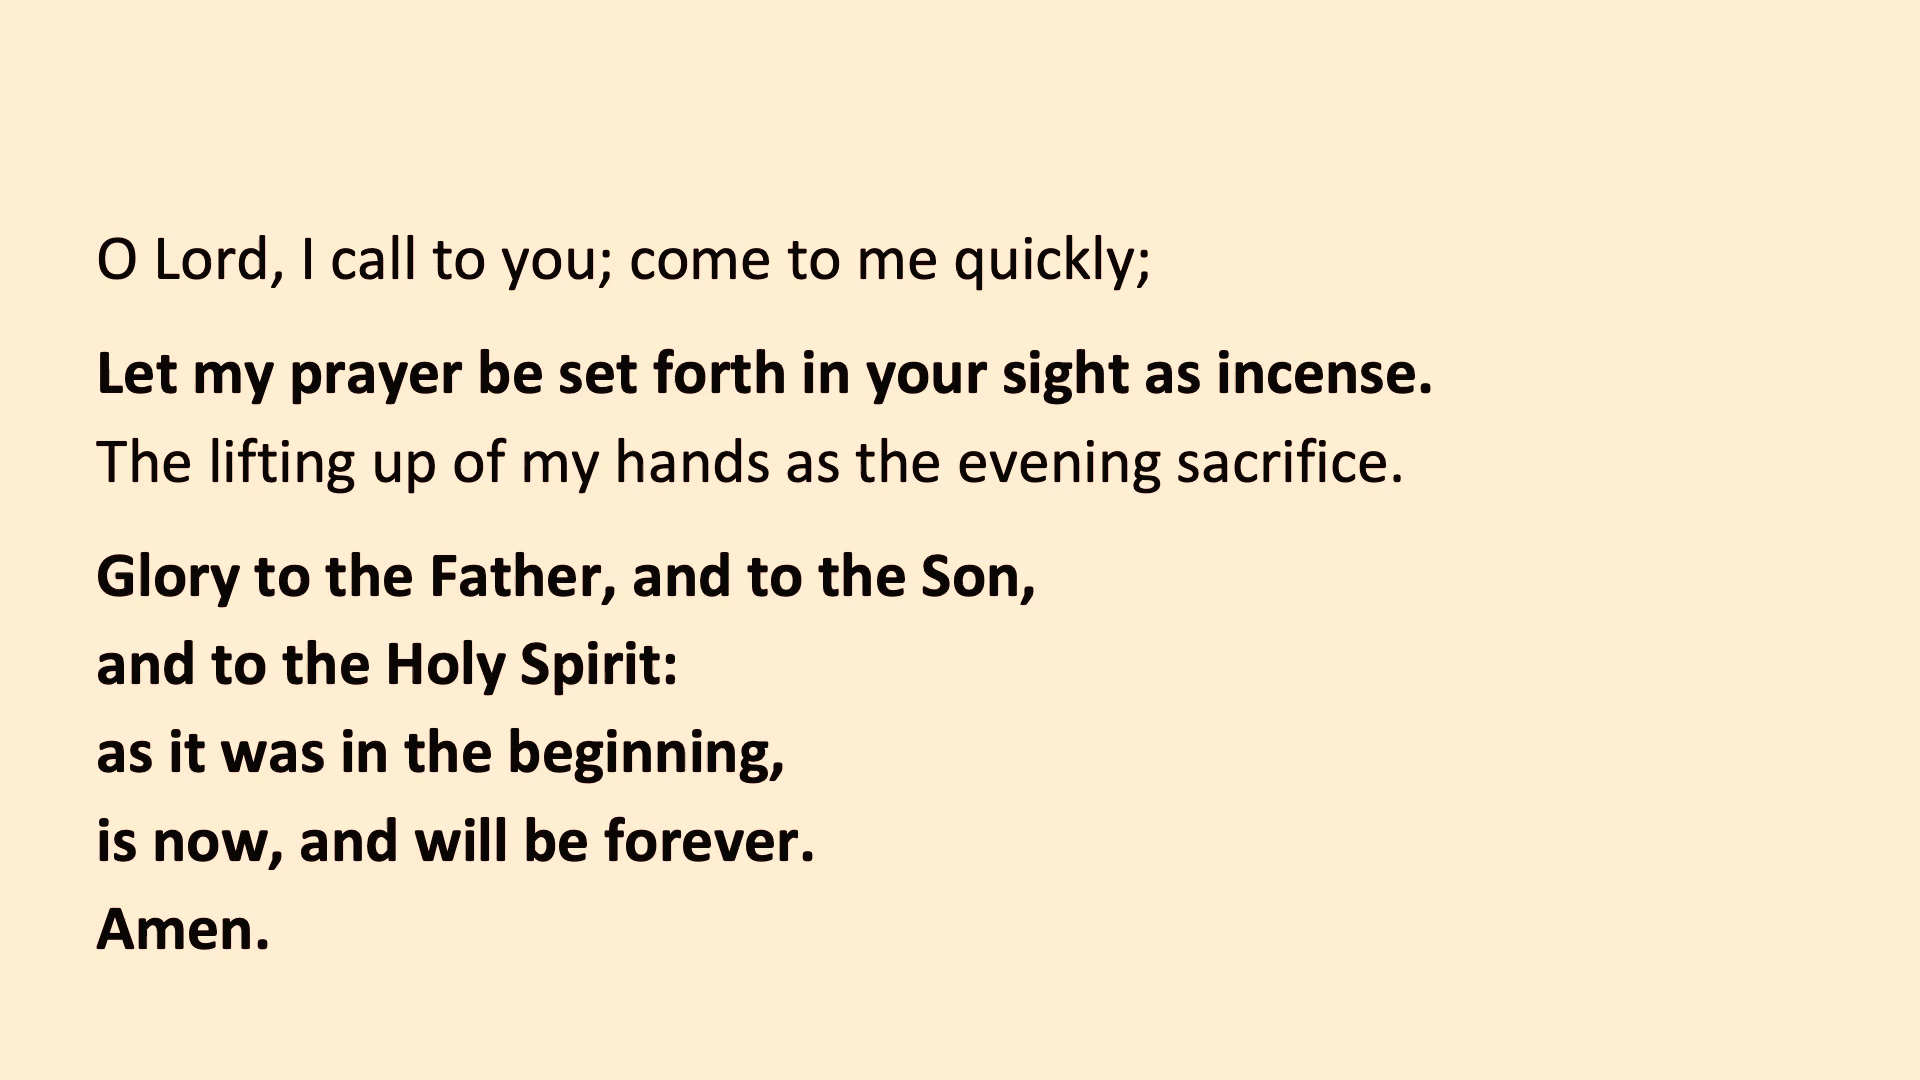 O Lord, I call to you; come to me quickly;
Let my prayer be set forth in your sight as incense.
The lifting up of my hands as the evening sacrifice.
Glory to the Father, and to the Son,
and to the Holy Spirit:
as it was in the beginning,
is now, and will be forever.
Amen.